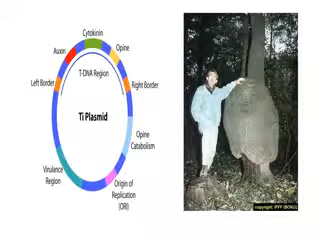 Cytokinin
Auxin
Opine
T-DNA Region
Left Border
Right Border
Ti Plasmid
Opine
Catabolism
Virulance
Region
Origin of
Replication
(ORI)
copyright: IFFF (BOKU)